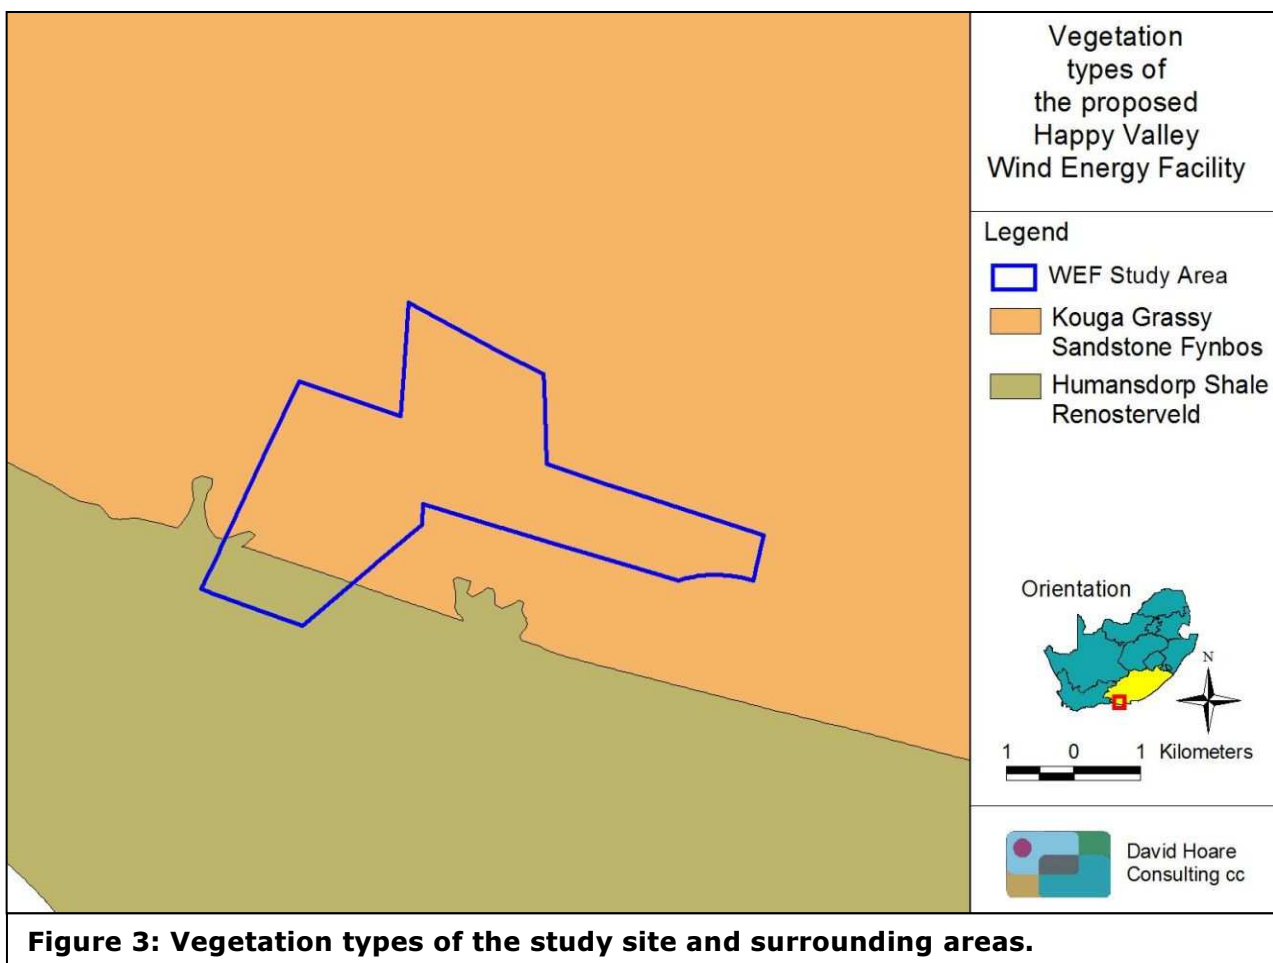 Vegetation
types of
the proposed
Happy Valley
Wind Energy Facility
Legend
WEF Study Area
Kouga Grassy
Sandstone Fynbos
Humansdorp Shale
Renosterveld
Orientation
N
1 0 1 Kilometers
David Hoare
Consulting cc
Figure 3: Vegetation types of the study site and surrounding areas.